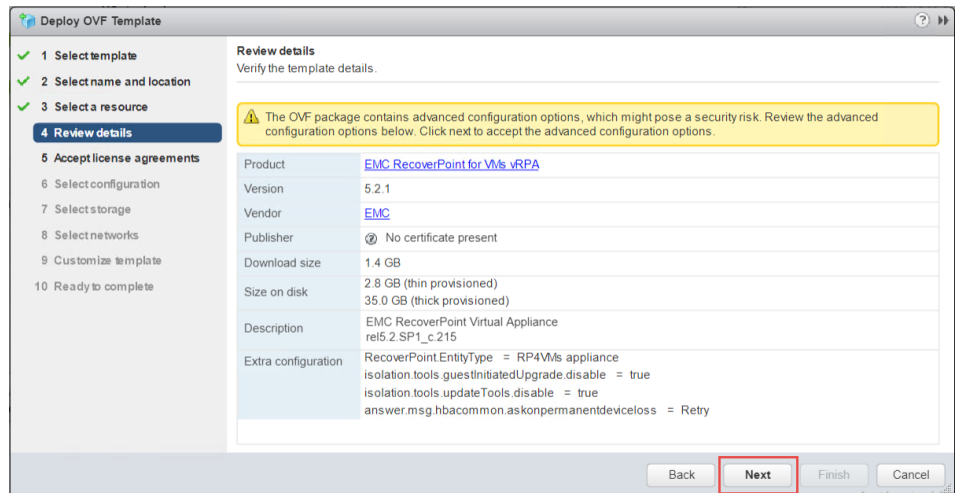 Deploy OVF Template
1 Select template
2 Select name and location
3 Select a resource
4 Review details
5 Accept license agreements
6 Select configuration
7 Select storage
8 Select networks
9 Customize template
10 Ready to complete
Review details
Verify the template details.
The OVF package contains advanced configuration options, which might pose a security risk. Review the advanced
configuration options below. Click next to accept the advanced configuration options.
Product EMC RecoverPoint for VMs vRPA
Version 5.2.1
Vendor EMC
Publisher No certificate present
Download size 1.4 GB
Size on disk 2.8 GB (thin provisioned)
35.0 GB (thick provisioned)
Description EMC RecoverPoint Virtual Appliance
rel5.2.SP1_c.215
Extra configuration RecoverPoint.EntityType = RP4VMs appliance
isolation.tools.guestInitiatedUpgrade.disable = true
isolation.tools.updateTools.disable = true
answer.msg.hbacommon.askonpermanentdeviceloss = Retry
Back Next Finish Cancel